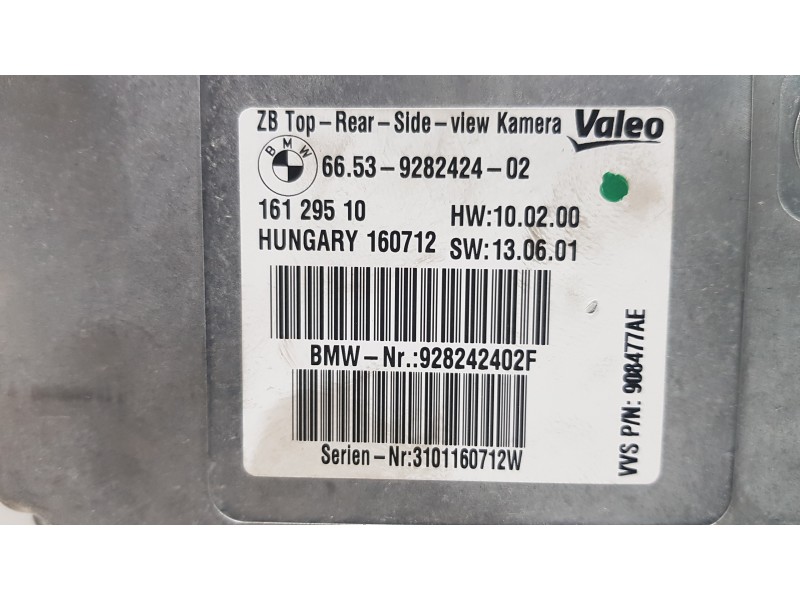 ZB Top-Rear-Side-view Kamera Valeo
BMW 66.53-9282424-02
161 295 10 HW:10.02.00
HUNGARY 160712 SW:13.06.01
BMW-Nr.:928242402F
Serien-Nr:3101160712W
VVS P/N: 908477AE